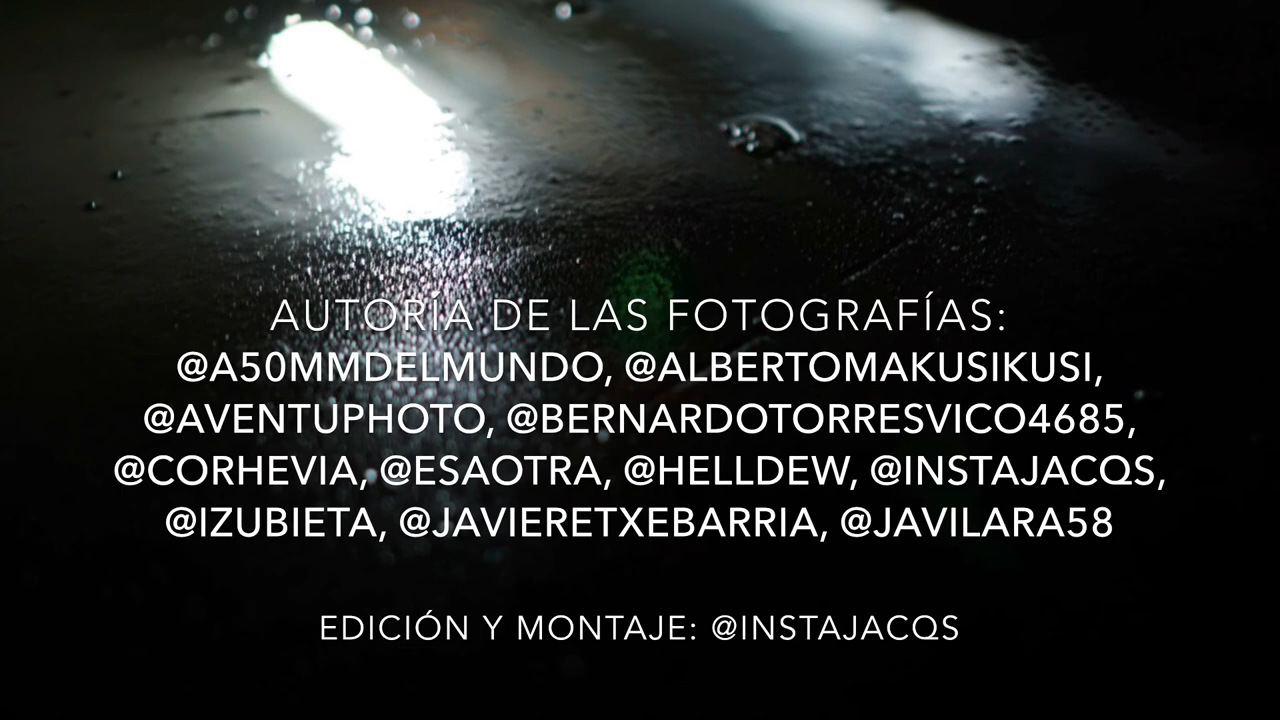 AUTORÍA DE LAS FOTOGRAFÍAS:
@A50MMDELMUNDO, @ALBERTOMAKUSIKUSI,
@AVENTUPHOTO, @BERNARDOTORRESVICO4685,
@CORHEVIA, @ESAOTRA, @HELLDEW, @INSTAJACQS,
@IZUBIETA, @JAVIERETXEBARRIA, @JAVILARA58
EDICIÓN Y MONTAJE: @INSTAJACQS